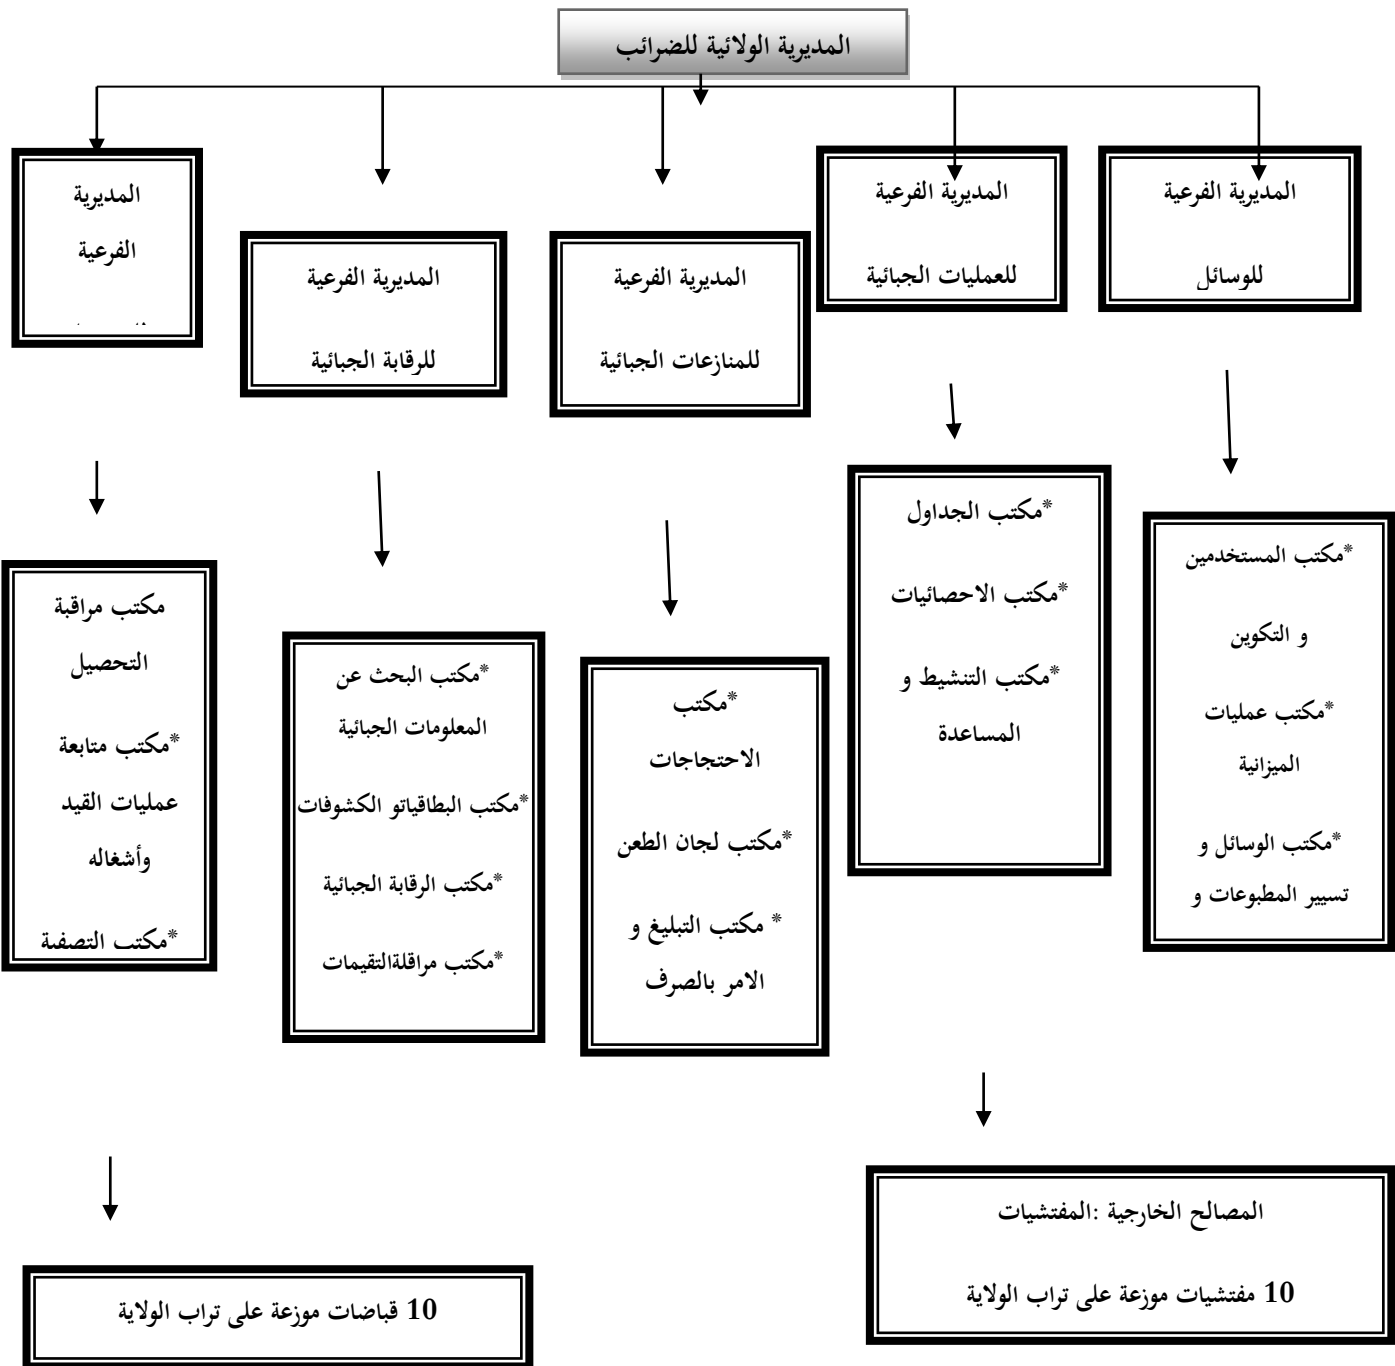 المديرية الولائية للضرائب
المديرية الفرعية
للوسائل
المديرية الفرعية
للعمليات الجبائية
المديرية الفرعية
للمنازعات الجبائية
المديرية الفرعية
للرقابة الجبائية
المديرية
الفرعية
*مكتب المستخدمين
و التكوين
*مكتب عمليات
الميزانية
*مكتب الوسائل و
تسيير المطبوعات و
*مكتب الجداول
*مكتب الاحصائيات
*مكتب التنشيط و
المساعدة
*مكتب
الاحتجاجات
*مكتب لجان الطعن
* مكتب التبليغ و
الامر بالصرف
*مكتب البحث عن
المعلومات الجبائية
*مكتب البطاقياتو الكشوفات
*مكتب الرقابة الجبائية
*مكتب مراقلةالتقيمات
مكتب مراقبة
التحصيل
*مكتب متابعة
عمليات القيد
وأشغاله
*مكتب التصفية
المصالح الخارجية :المفتشيات
10 مفتشيات موزعة على تراب الولاية
10 قباضات موزعة على تراب الولاية